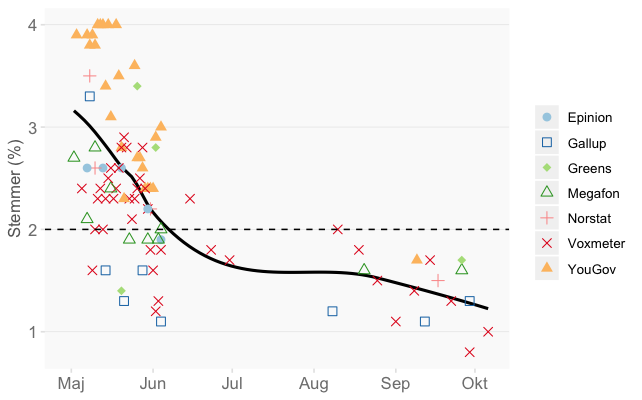 4
3
2
1
Stemmer (%)
Maj Jun Jul Aug Sep Okt
Epinion
Gallup
Greens
Megafon
Norstat
Voxmeter
YouGov